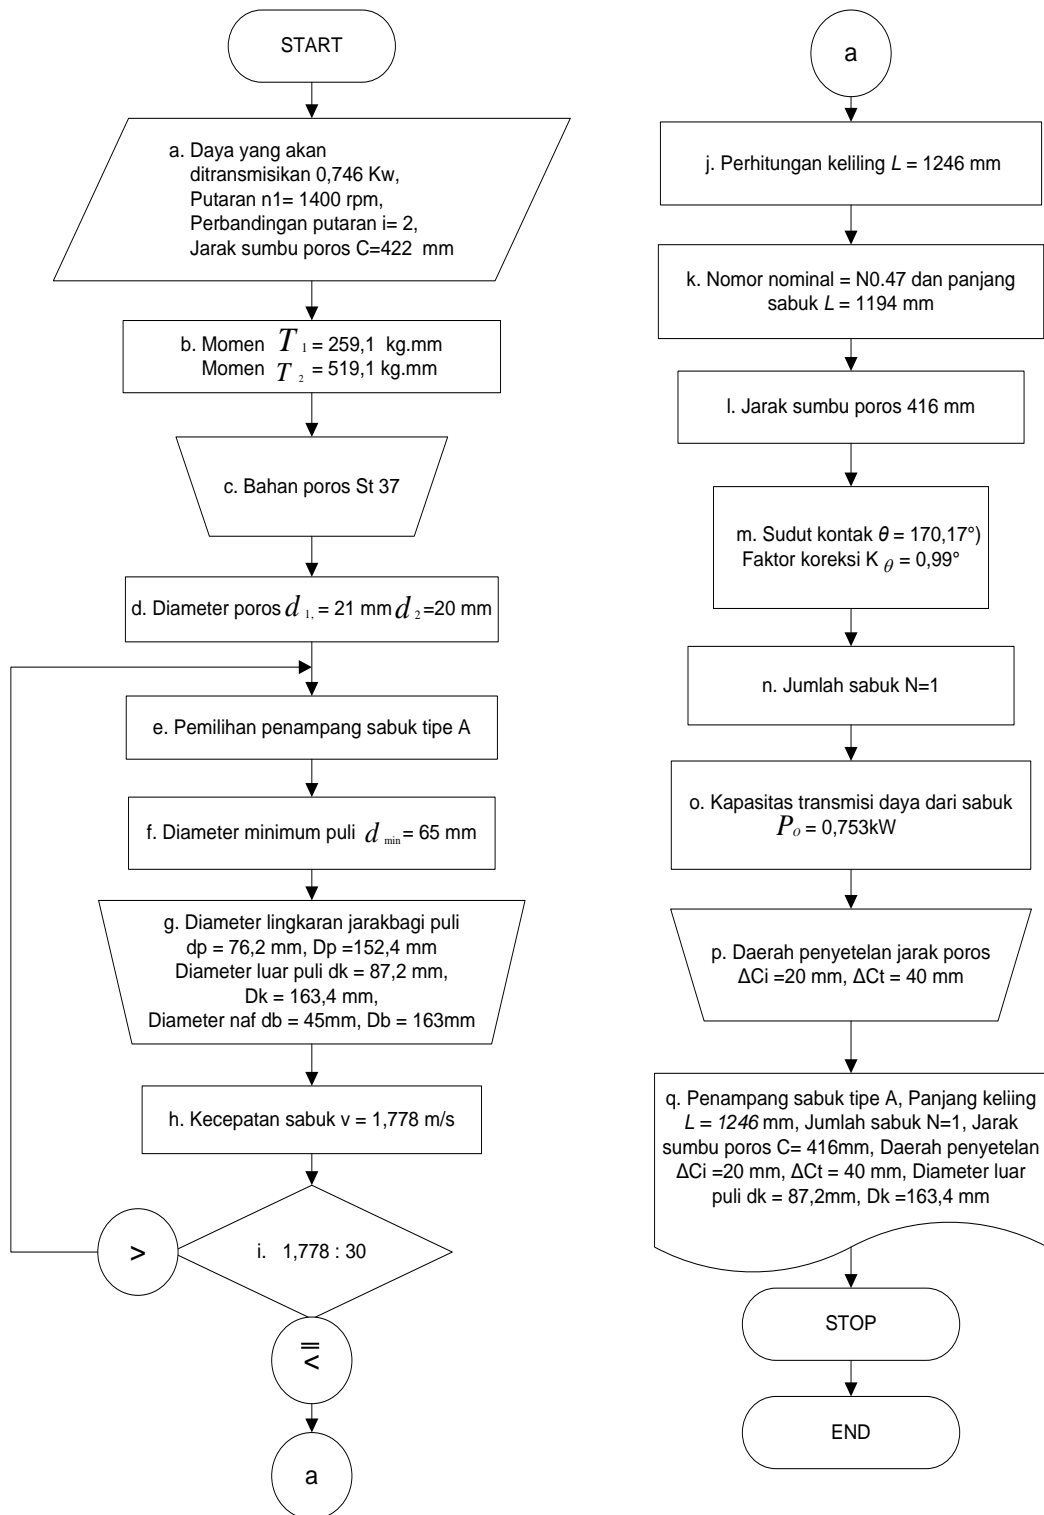 START
a. Daya yang akan
ditransmisikan 0,746 Kw,
Putaran n1= 1400 rpm,
Perbandingan putaran i= 2,
Jarak sumbu poros C=422 mm
b. Momen T 1 = 259,1 kg.mm
Momen T 2 = 519,1 kg.mm
c. Bahan poros St 37
d. Diameter poros d 1, = 21 mm d 2 =20 mm
e. Pemilihan penampang sabuk tipe A
f. Diameter minimum puli d min = 65 mm
g. Diameter lingkaran jarakbagi puli
dp = 76,2 mm, Dp =152,4 mm
Diameter luar puli dk = 87,2 mm,
Dk = 163,4 mm,
Diameter naf db = 45mm, Db = 163mm
h. Kecepatan sabuk v = 1,778 m/s
i. 1,778 : 30
>
=
<
a
a
j. Perhitungan keliling L = 1246 mm
k. Nomor nominal = N0.47 dan panjang
sabuk L = 1194 mm
l. Jarak sumbu poros 416 mm
m. Sudut kontak θ = 170,17°)
Faktor koreksi K θ = 0,99°
n. Jumlah sabuk N=1
o. Kapasitas transmisi daya dari sabuk
P o = 0,753kW
p. Daerah penyetelan jarak poros
ΔCi =20 mm, ΔCt = 40 mm
q. Penampang sabuk tipe A, Panjang keliing
L = 1246 mm, Jumlah sabuk N=1, Jarak
sumbu poros C= 416mm, Daerah penyetelan
ΔCi =20 mm, ΔCt = 40 mm, Diameter luar
puli dk = 87,2mm, Dk =163,4 mm
STOP
END